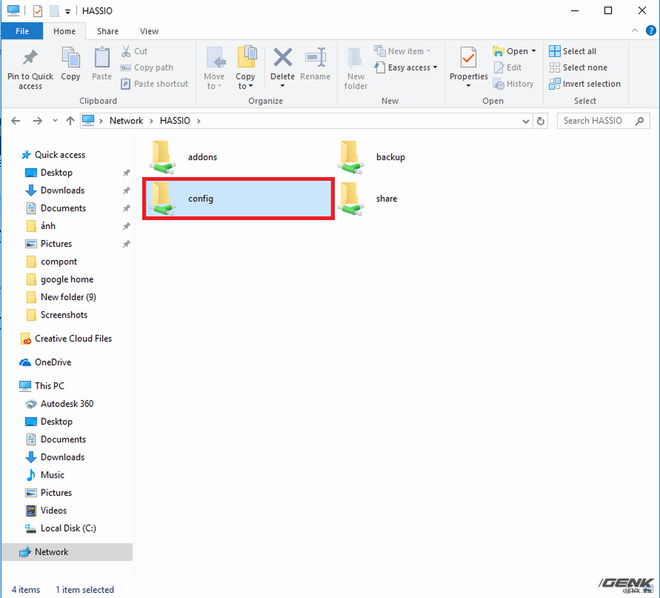 HASSIO
File Home Share View
Pin to Quick access
Copy
Paste
Cut
Copy path
Paste shortcut
Clipboard
Move to
Copy to
Delete
Rename
Organize
New folder
New item
Easy access
New
Properties
Open
Edit
History
Open
Select all
Select none
Invert selection
Select
Network > HASSIO >
Search HASSIO
Quick access
Desktop
Downloads
Documents
ảnh
Pictures
compont
google home
New folder (9)
Screenshots
Creative Cloud Files
OneDrive
This PC
Autodesk 360
Desktop
Documents
Downloads
Music
Pictures
Videos
Local Disk (C:)
Network
addons
backup
config
share
4 items 1 item selected
GENK
GENK.VN